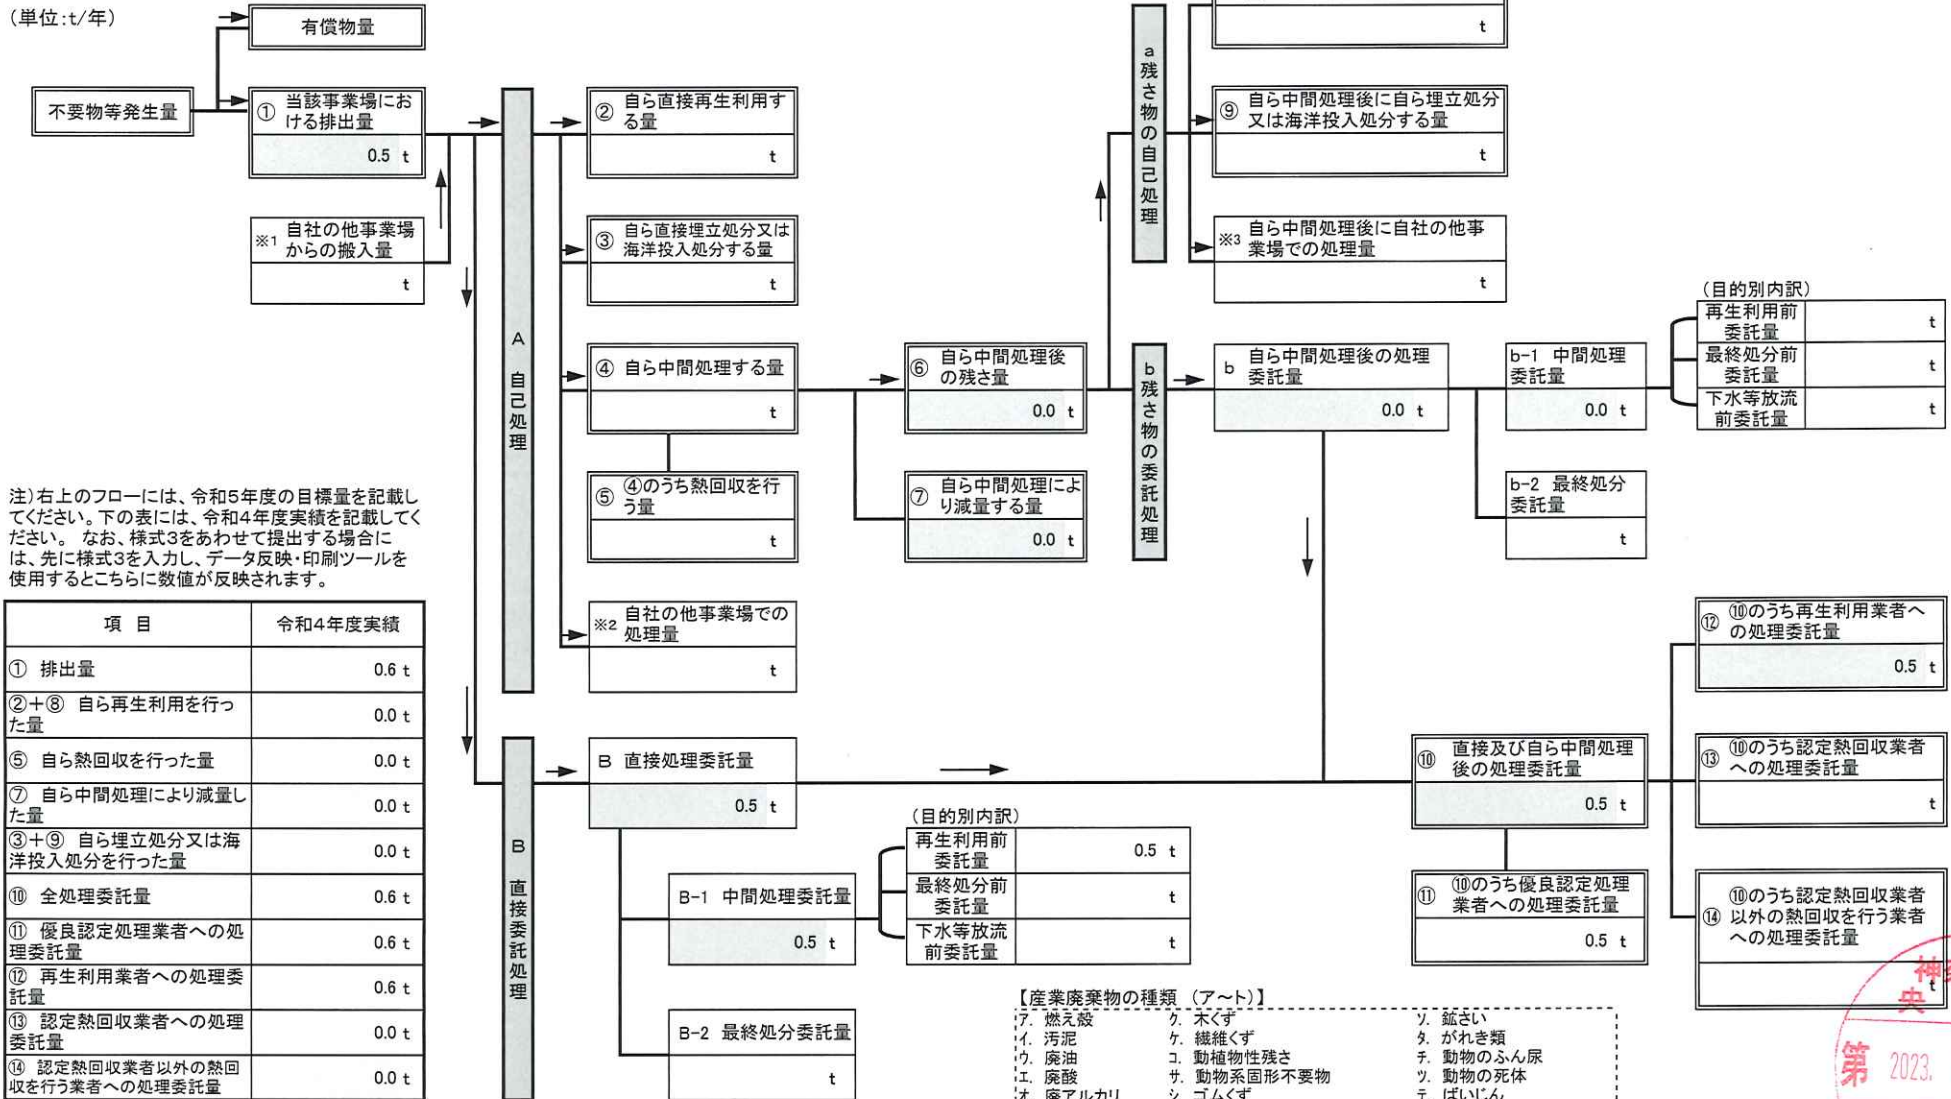 (単位:t/年)
有償物量
不要物等発生量
① 当該事業場にお
ける排出量
0.5 t
※1 自社の他事業場
からの搬入量
t
A 自己処理
② 自ら直接再生利用す
る量
t
③ 自ら直接埋立処分又は
海洋投入処分する量
t
④ 自ら中間処理する量
t
⑤ ④のうち熱回収を行
う量
t
※2 自社の他事業場での
処理量
t
⑥ 自ら中間処理後
の残さ量
0.0 t
⑦ 自ら中間処理によ
り減量する量
0.0 t
a 残さ物の自己処理
t
⑨ 自ら中間処理後に自ら埋立処分
又は海洋投入処分する量
t
※3 自ら中間処理後に自社の他事
業場での処理量
t
b 残さ物の委託処理
b 自ら中間処理後の処理
委託量
0.0 t
b-1 中間処理
委託量
0.0 t
(目的別内訳)
再生利用前
委託量
t
最終処分前
委託量
t
下水等放流
前委託量
t
b-2 最終処分
委託量
t
注)右上のフローには、令和5年度の目標量を記載し
てください。下の表には、令和4年度実績を記載してく
ださい。 なお、様式3をあわせて提出する場合に
は、先に様式3を入力し、データ反映・印刷ツールを
使用するとこちらに数値が反映されます。
項 目 令和4年度実績
① 排出量 0.6 t
②+⑧ 自ら再生利用を行っ
た量 0.0 t
⑤ 自ら熱回収を行った量 0.0 t
⑦ 自ら中間処理により減量し
た量 0.0 t
③+⑨ 自ら埋立処分又は海
洋投入処分を行った量 0.0 t
⑩ 全処理委託量 0.6 t
⑪ 優良認定処理業者への処
理委託量 0.6 t
⑫ 再生利用業者への処理委
託量 0.6 t
⑬ 認定熱回収業者への処理
委託量 0.0 t
⑭ 認定熱回収業者以外の熱回
収を行う業者への処理委託量 0.0 t
B 直接委託処理
B 直接処理委託量
0.5 t
B-1 中間処理委託量
0.5 t
(目的別内訳)
再生利用前
委託量
0.5 t
最終処分前
委託量
t
下水等放流
前委託量
t
B-2 最終処分委託量
t
⑩ 直接及び自ら中間処理
後の処理委託量
0.5 t
⑪ ⑩のうち優良認定処理
業者への処理委託量
0.5 t
⑫ ⑩のうち再生利用業者へ
の処理委託量
0.5 t
⑬ ⑩のうち認定熱回収業者
への処理委託量
t
⑭ ⑩のうち認定熱回収業者
以外の熱回収を行う業者
への処理委託量
t
【産業廃棄物の種類 (ア~ト)】
ア. 燃え殻 ク. 木くず ソ. 鉱さい
イ. 汚泥 ケ. 繊維くず タ. がれき類
ウ. 廃油 コ. 動植物性残さ チ. 動物のふん尿
エ. 廃酸 サ. 動物系固形不要物 ツ. 動物の死体
オ. 廃アルカリ シ. ゴムくず テ. ばいじん
神
央
第 2023.